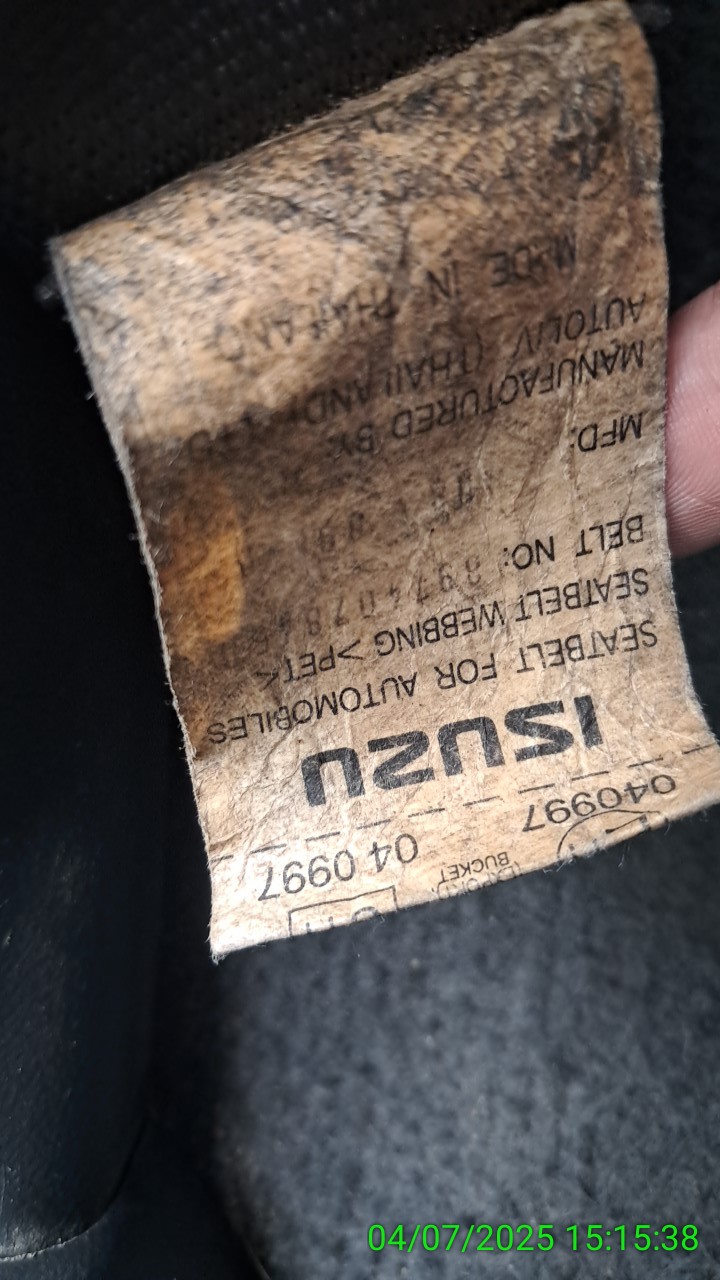 BUCKET
040997 04 0997
ISUZU
SEATBELT FOR AUTOMOBILES
SEATBELT WEBBING >PET<
BELT NO:
MFD:
MANUFACTURED BY
AUTOLIV (THAILAND)
MADE IN THAILAND
04/07/2025 15:15:38